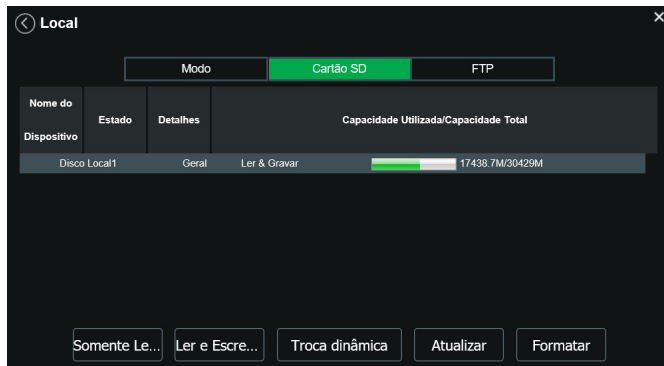 Local
Modo Cartão SD FTP
Nome do
Dispositivo
Estado Detalhes Capacidade Utilizada/Capacidade Total
Disco Local1 Geral Ler & Gravar 17438.7M/30429M
Somente Le... Ler e Escre... Troca dinâmica Atualizar Formatar